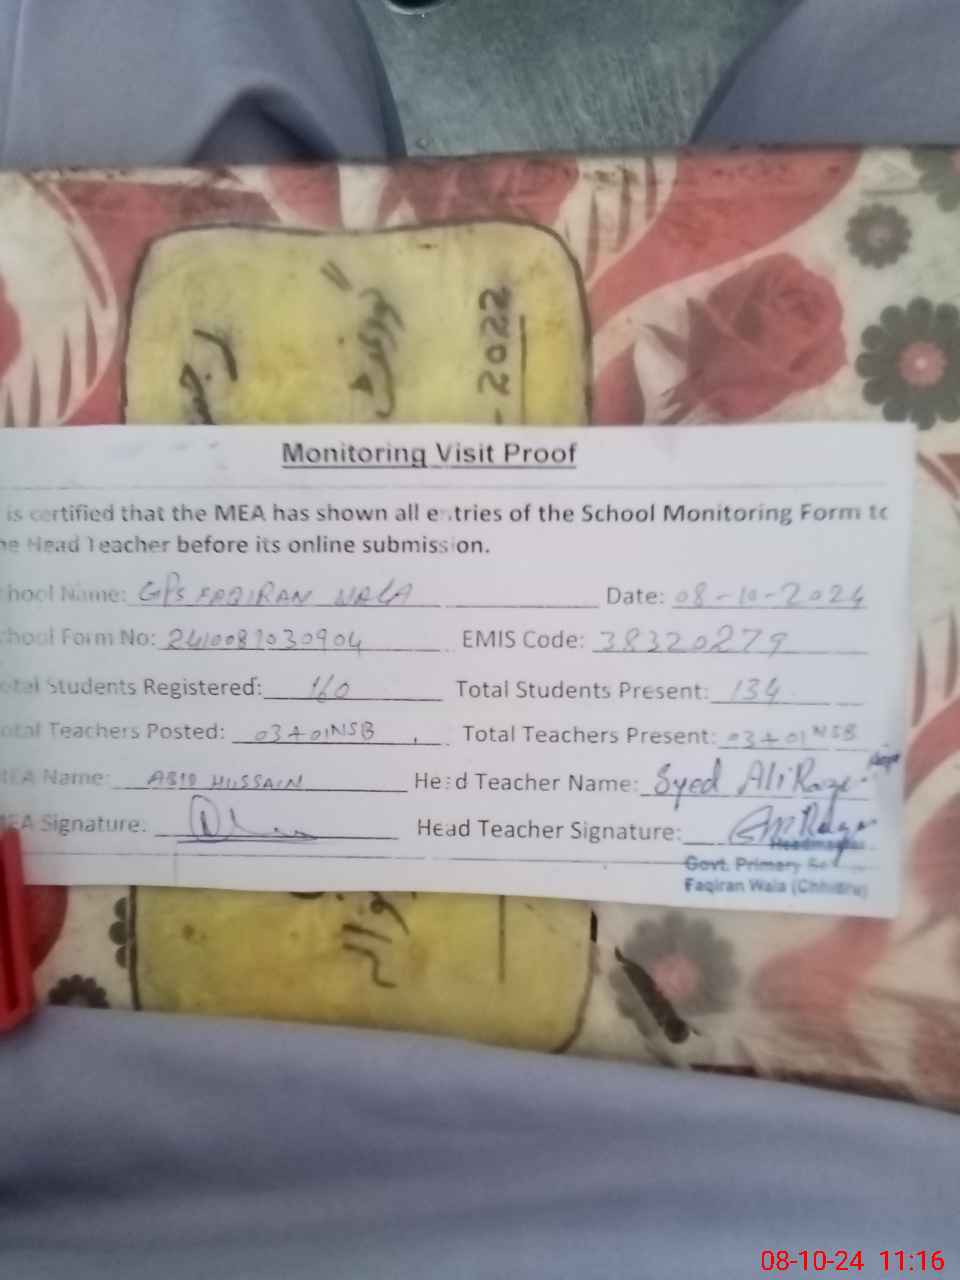 2022
Monitoring Visit Proof
is certified that the MEA has shown all entries of the School Monitoring Form to
Head Teacher before its online submission.
School Name: GPS FAQIRAN WALA Date: 08-10-2024
School Form No: 2410081030904 EMIS Code: 38320279
Total Students Registered: 160 Total Students Present: 134
Total Teachers Posted: 03+01NSB Total Teachers Present: 03+01NSB
MEA Name: ABID HUSSAIN Head Teacher Name: Syed Ali Raza
MEA Signature: Head Teacher Signature:
Headmaster
Govt. Primary
Faqiran Wala (Chhidru)
08-10-24 11:16